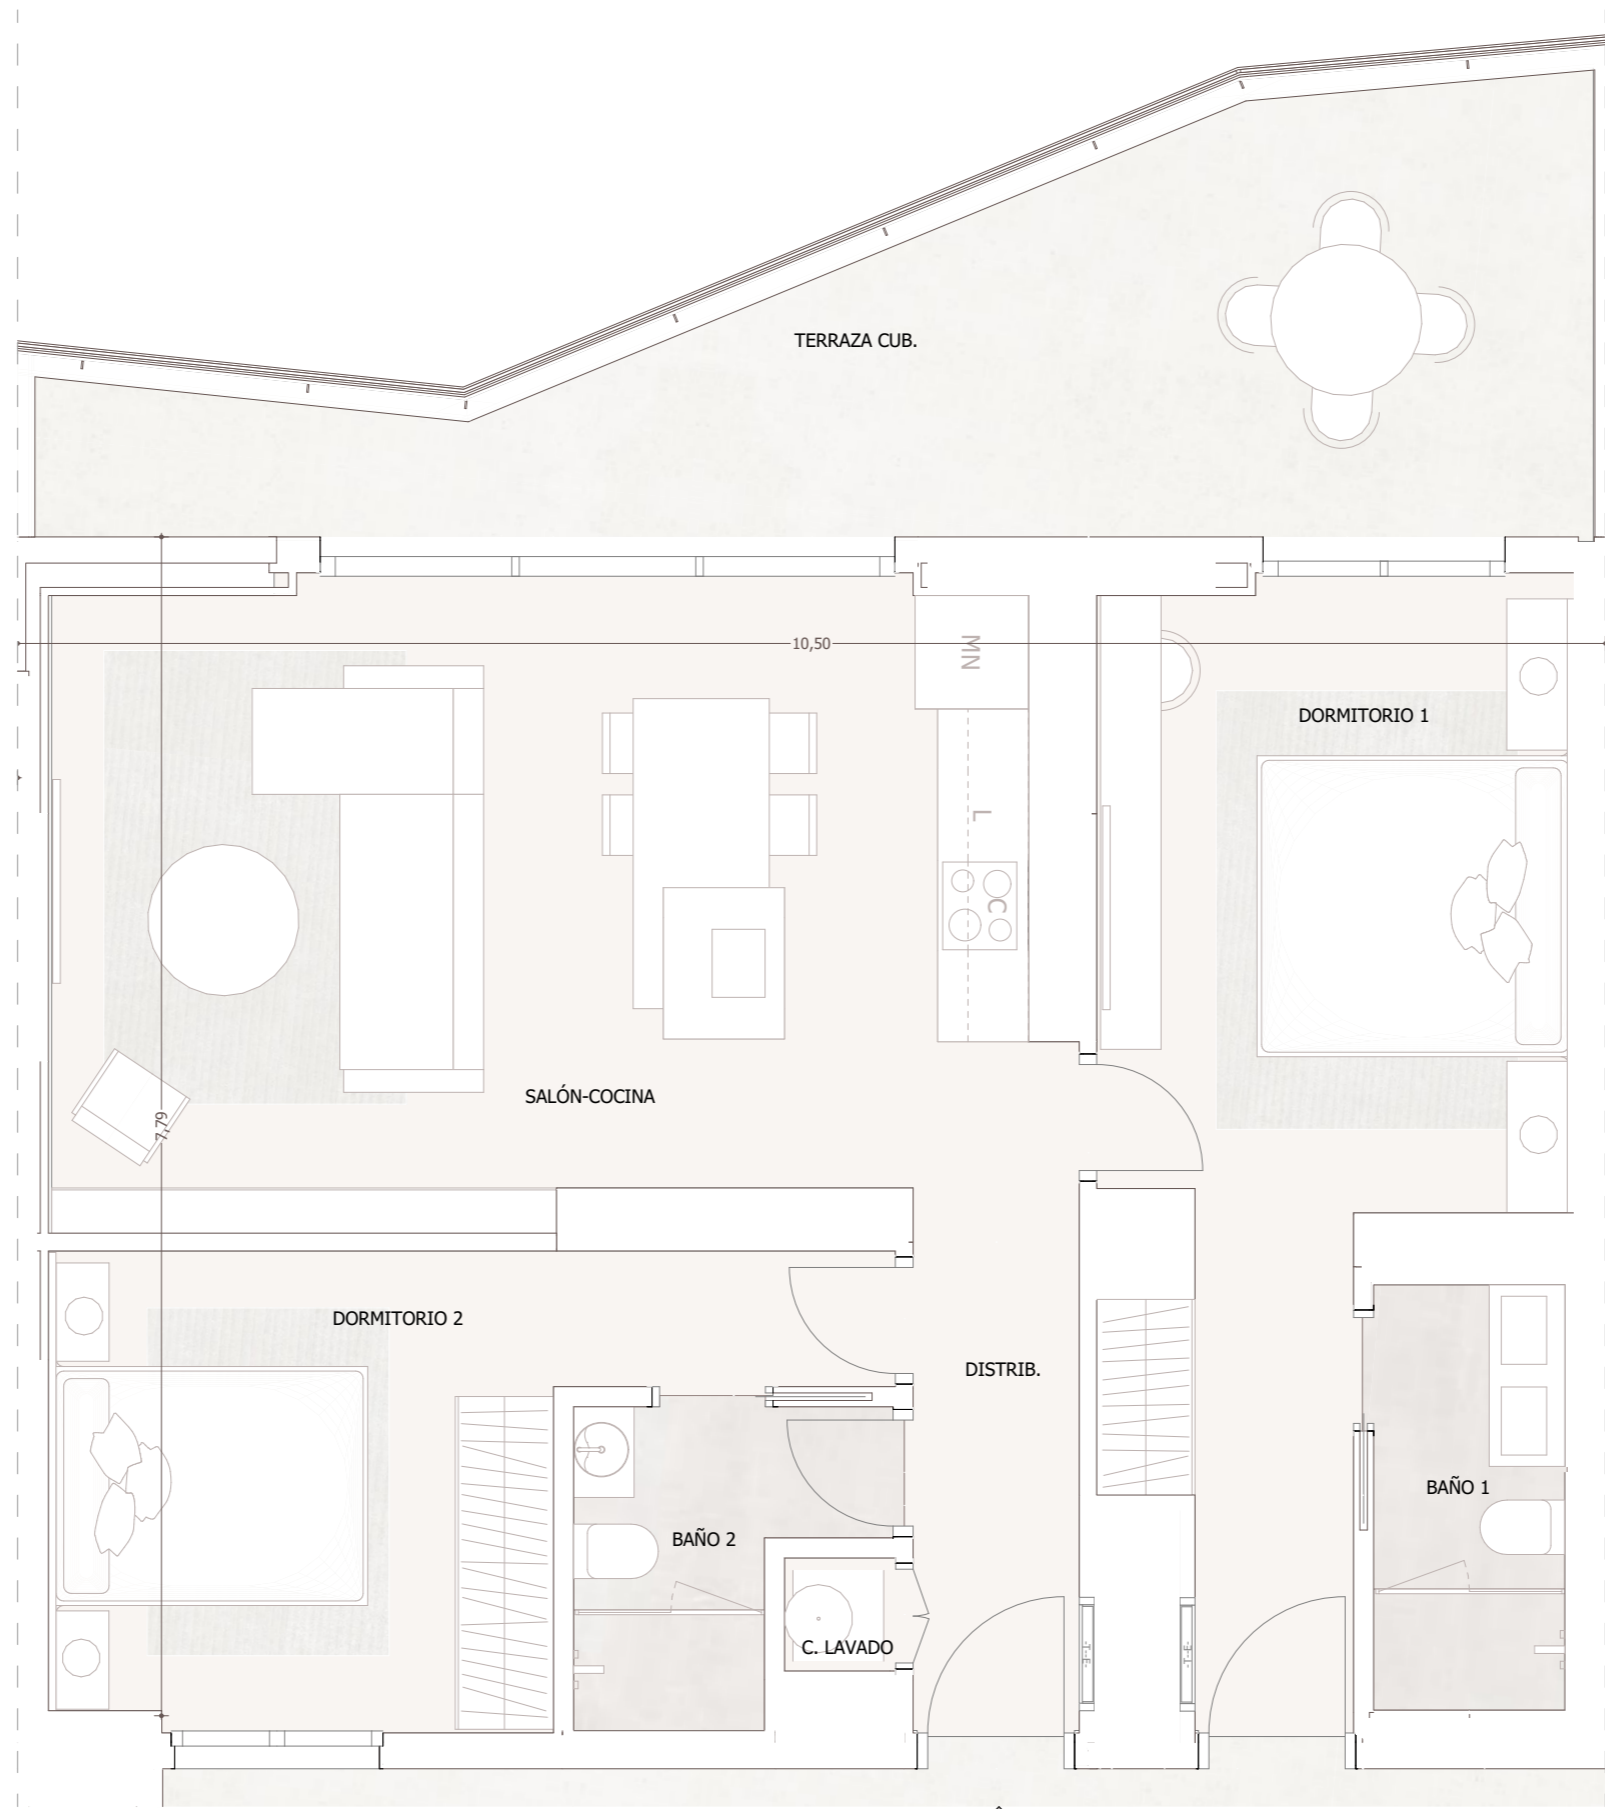 TERRAZA CUB.
10,50
MN
DORMITORIO 1
L
C
SALÓN-COCINA
7,79
DORMITORIO 2
DISTRIB.
BAÑO 1
BAÑO 2
C. LAVADO
-T-E-
-T-E-